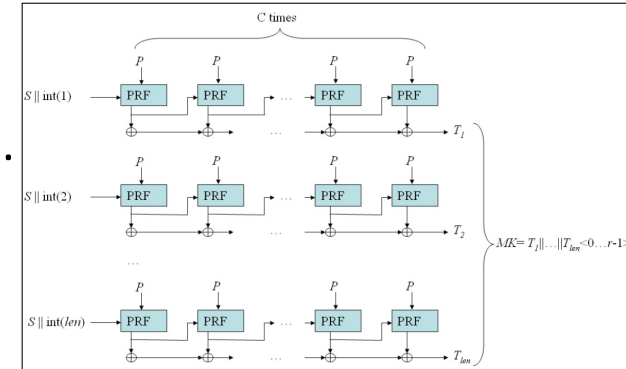 C times
P P P P
S || int(1) PRF PRF … PRF PRF
… T1
P P P P
S || int(2) PRF PRF … PRF PRF
… T2
MK= T1||…||Tlen<0…r-1>
…
P P P P
S || int(len) PRF PRF … PRF PRF
… Tlen